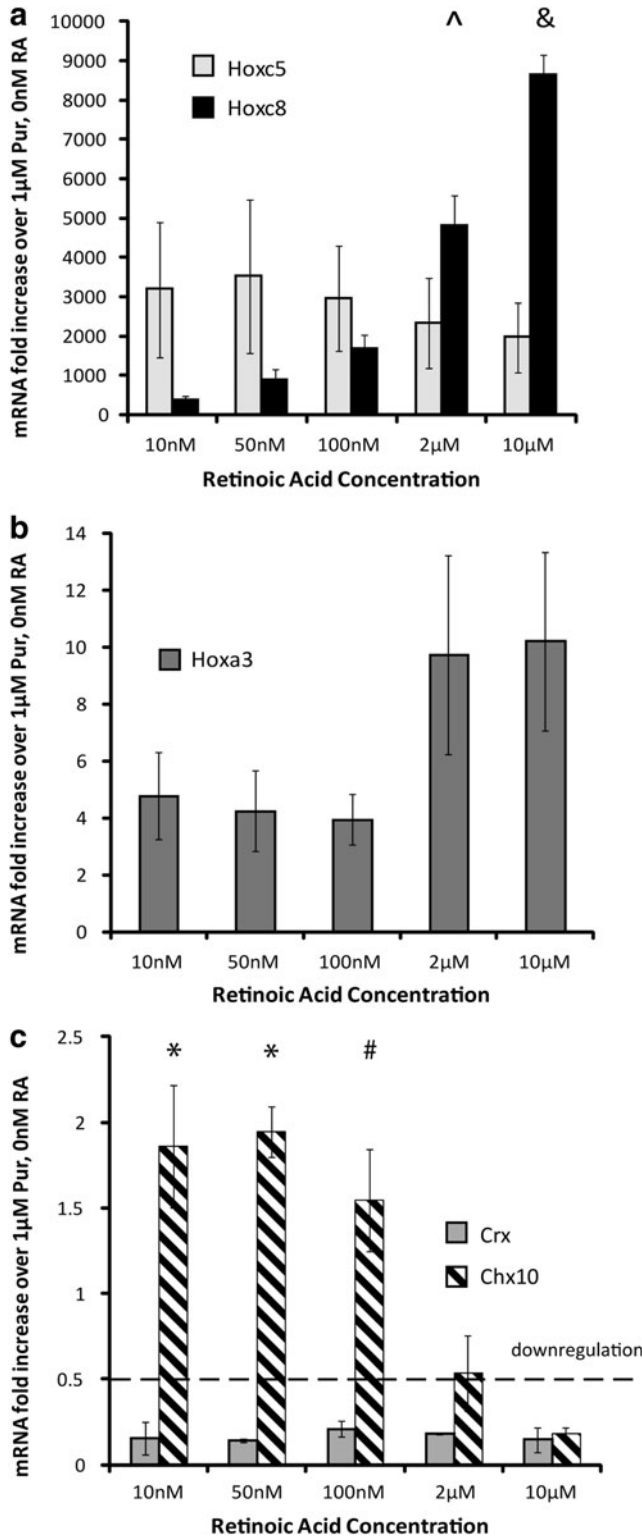 a
mRNA fold increase over 1µM Pur, 0nM RA
10000
9000
8000
7000
6000
5000
4000
3000
2000
1000
0
^
&
Hoxc5
Hoxc8
10nM
50nM
100nM
2µM
10µM
Retinoic Acid Concentration
b
mRNA fold increase over 1µM Pur, 0nM RA
14
12
10
8
6
4
2
0
Hoxa3
10nM
50nM
100nM
2µM
10µM
Retinoic Acid Concentration
c
mRNA fold increase over 1µM Pur, 0nM RA
2.5
2
1.5
1
0.5
0
*
*
#
Crx
Chx10
downregulation
10nM
50nM
100nM
2µM
10µM
Retinoic Acid Concentration